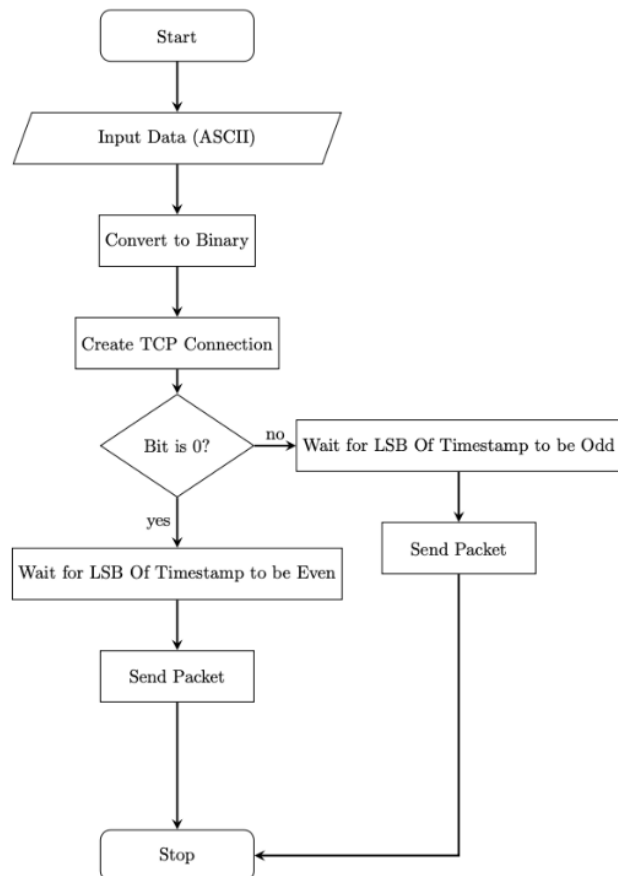 Start
Input Data (ASCII)
Convert to Binary
Create TCP Connection
Bit is 0?
no
Wait for LSB Of Timestamp to be Odd
Send Packet
yes
Wait for LSB Of Timestamp to be Even
Send Packet
Stop